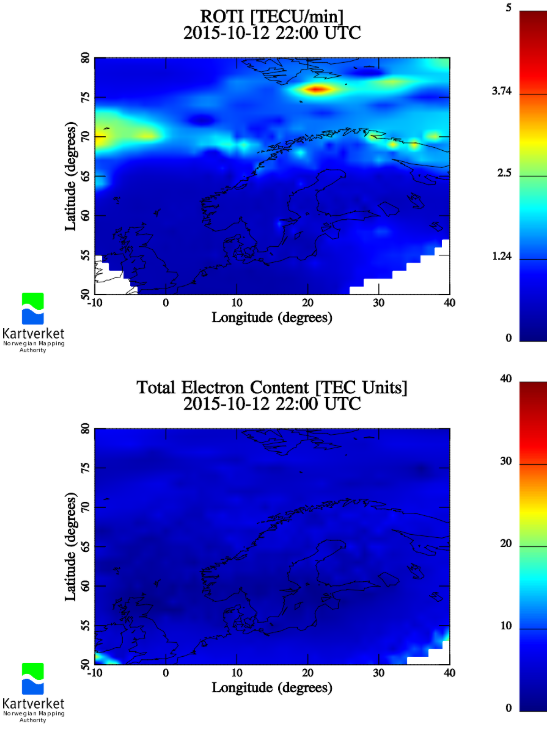 ROTI [TECU/min]
2015-10-12 22:00 UTC
5
3.74
2.5
1.24
0
80
75
70
65
60
55
50
Latitude (degrees)
-10 0 10 20 30 40
Longitude (degrees)
Kartverket
Norwegian Mapping
Authority
Total Electron Content [TEC Units]
2015-10-12 22:00 UTC
40
30
20
10
0
80
75
70
65
60
55
50
Latitude (degrees)
-10 0 10 20 30 40
Longitude (degrees)
Kartverket
Norwegian Mapping
Authority